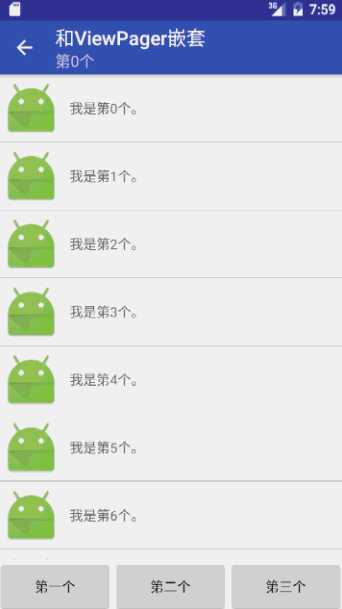 3G 7:59
和ViewPager嵌套
第0个
我是第0个。
我是第1个。
我是第2个。
我是第3个。
我是第4个。
我是第5个。
我是第6个。
第一个 第二个 第三个